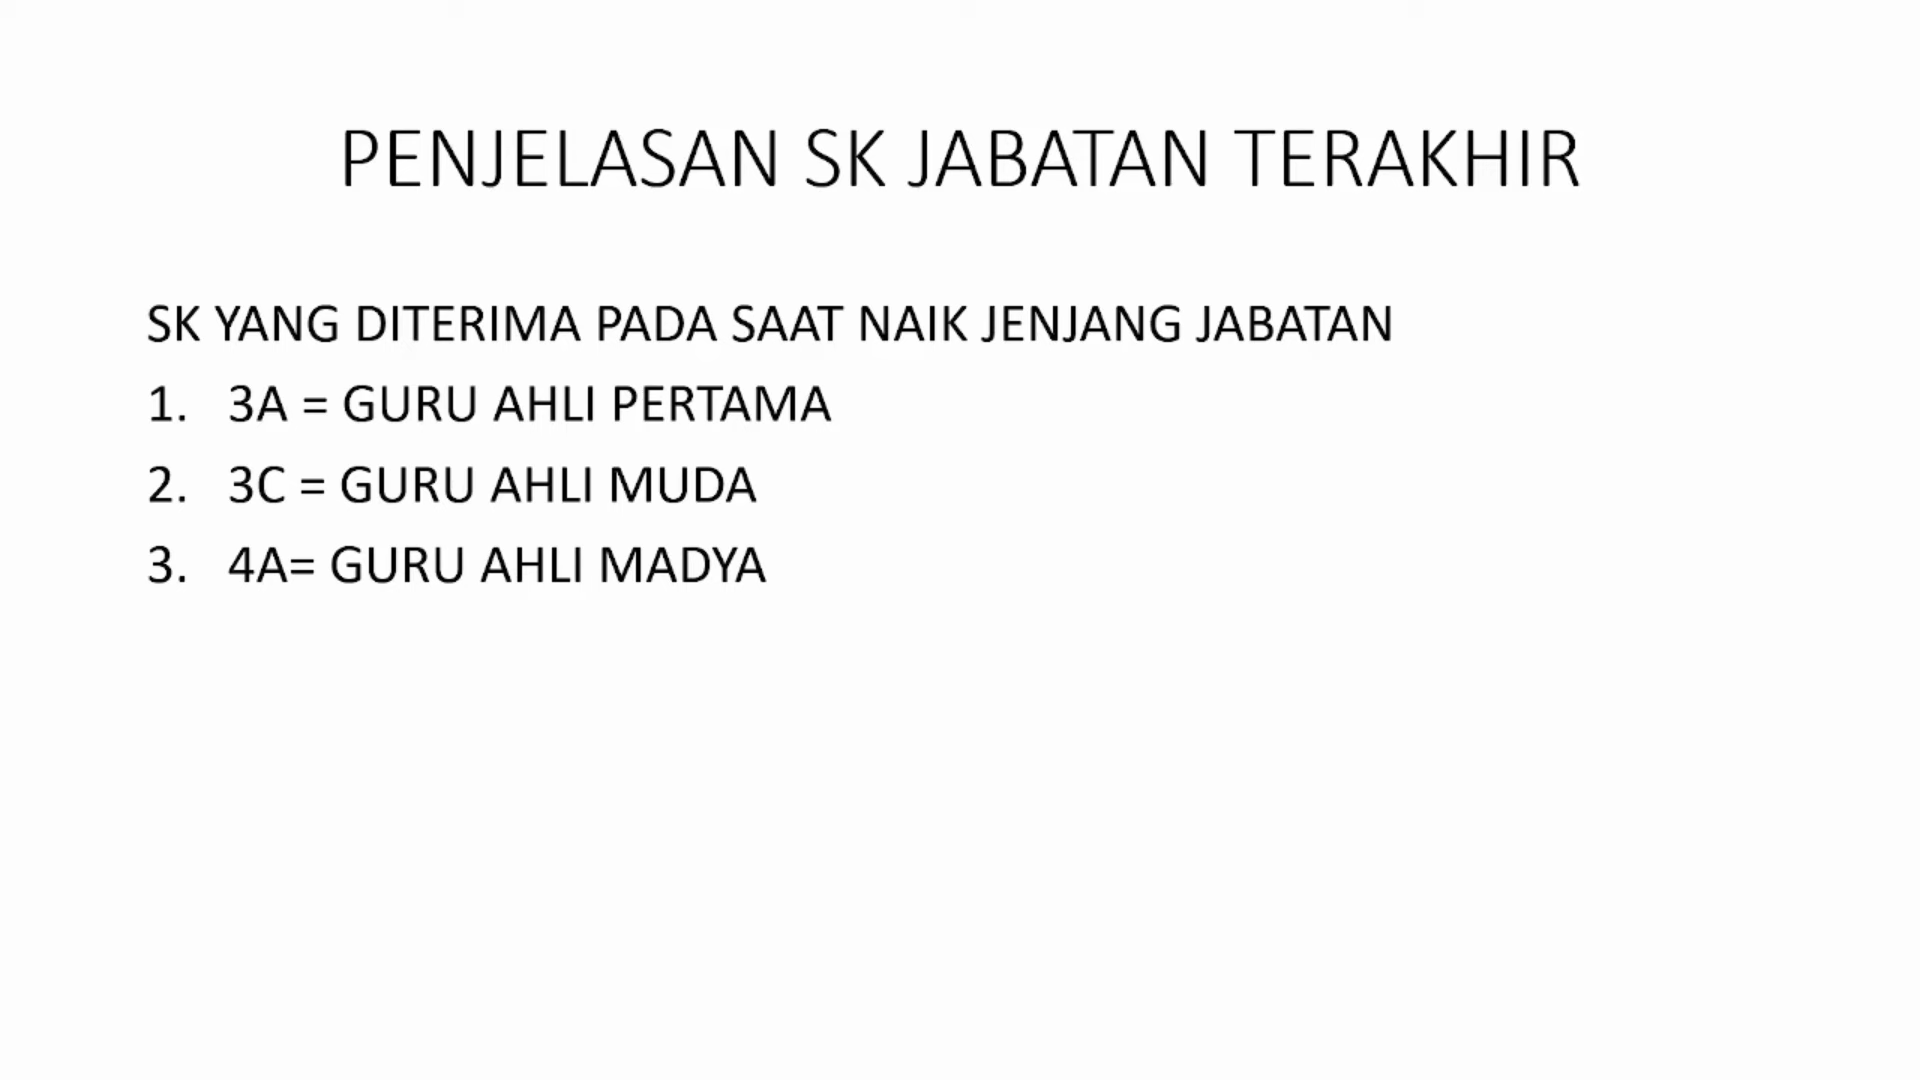 PENJELASAN SK JABATAN TERAKHIR
SK YANG DITERIMA PADA SAAT NAIK JENJANG JABATAN
1. 3A = GURU AHLI PERTAMA
2. 3C = GURU AHLI MUDA
3. 4A= GURU AHLI MADYA